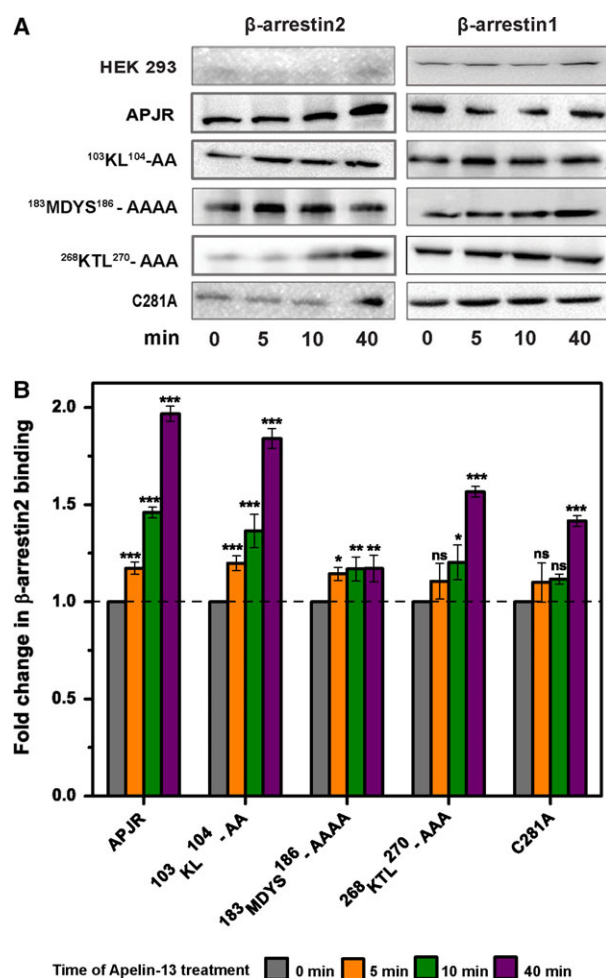 A
β-arrestin2 β-arrestin1
HEK 293
APJR
¹⁰³KL¹⁰⁴-AA
¹⁸³MDYS¹⁸⁶- AAAA
²⁶⁸KTL²⁷⁰- AAA
C281A
min 0 5 10 40 0 5 10 40
B
Fold change in β-arrestin2 binding
2.0
1.5
1.0
0.5
0.0
*** *** ***
*** *** ***
* ** **
ns * ***
ns ns ***
APJR
¹⁰³KL¹⁰⁴- AA
¹⁸³MDYS¹⁸⁶- AAAA
²⁶⁸KTL²⁷⁰- AAA
C281A
Time of Apelin-13 treatment 0 min 5 min 10 min 40 min